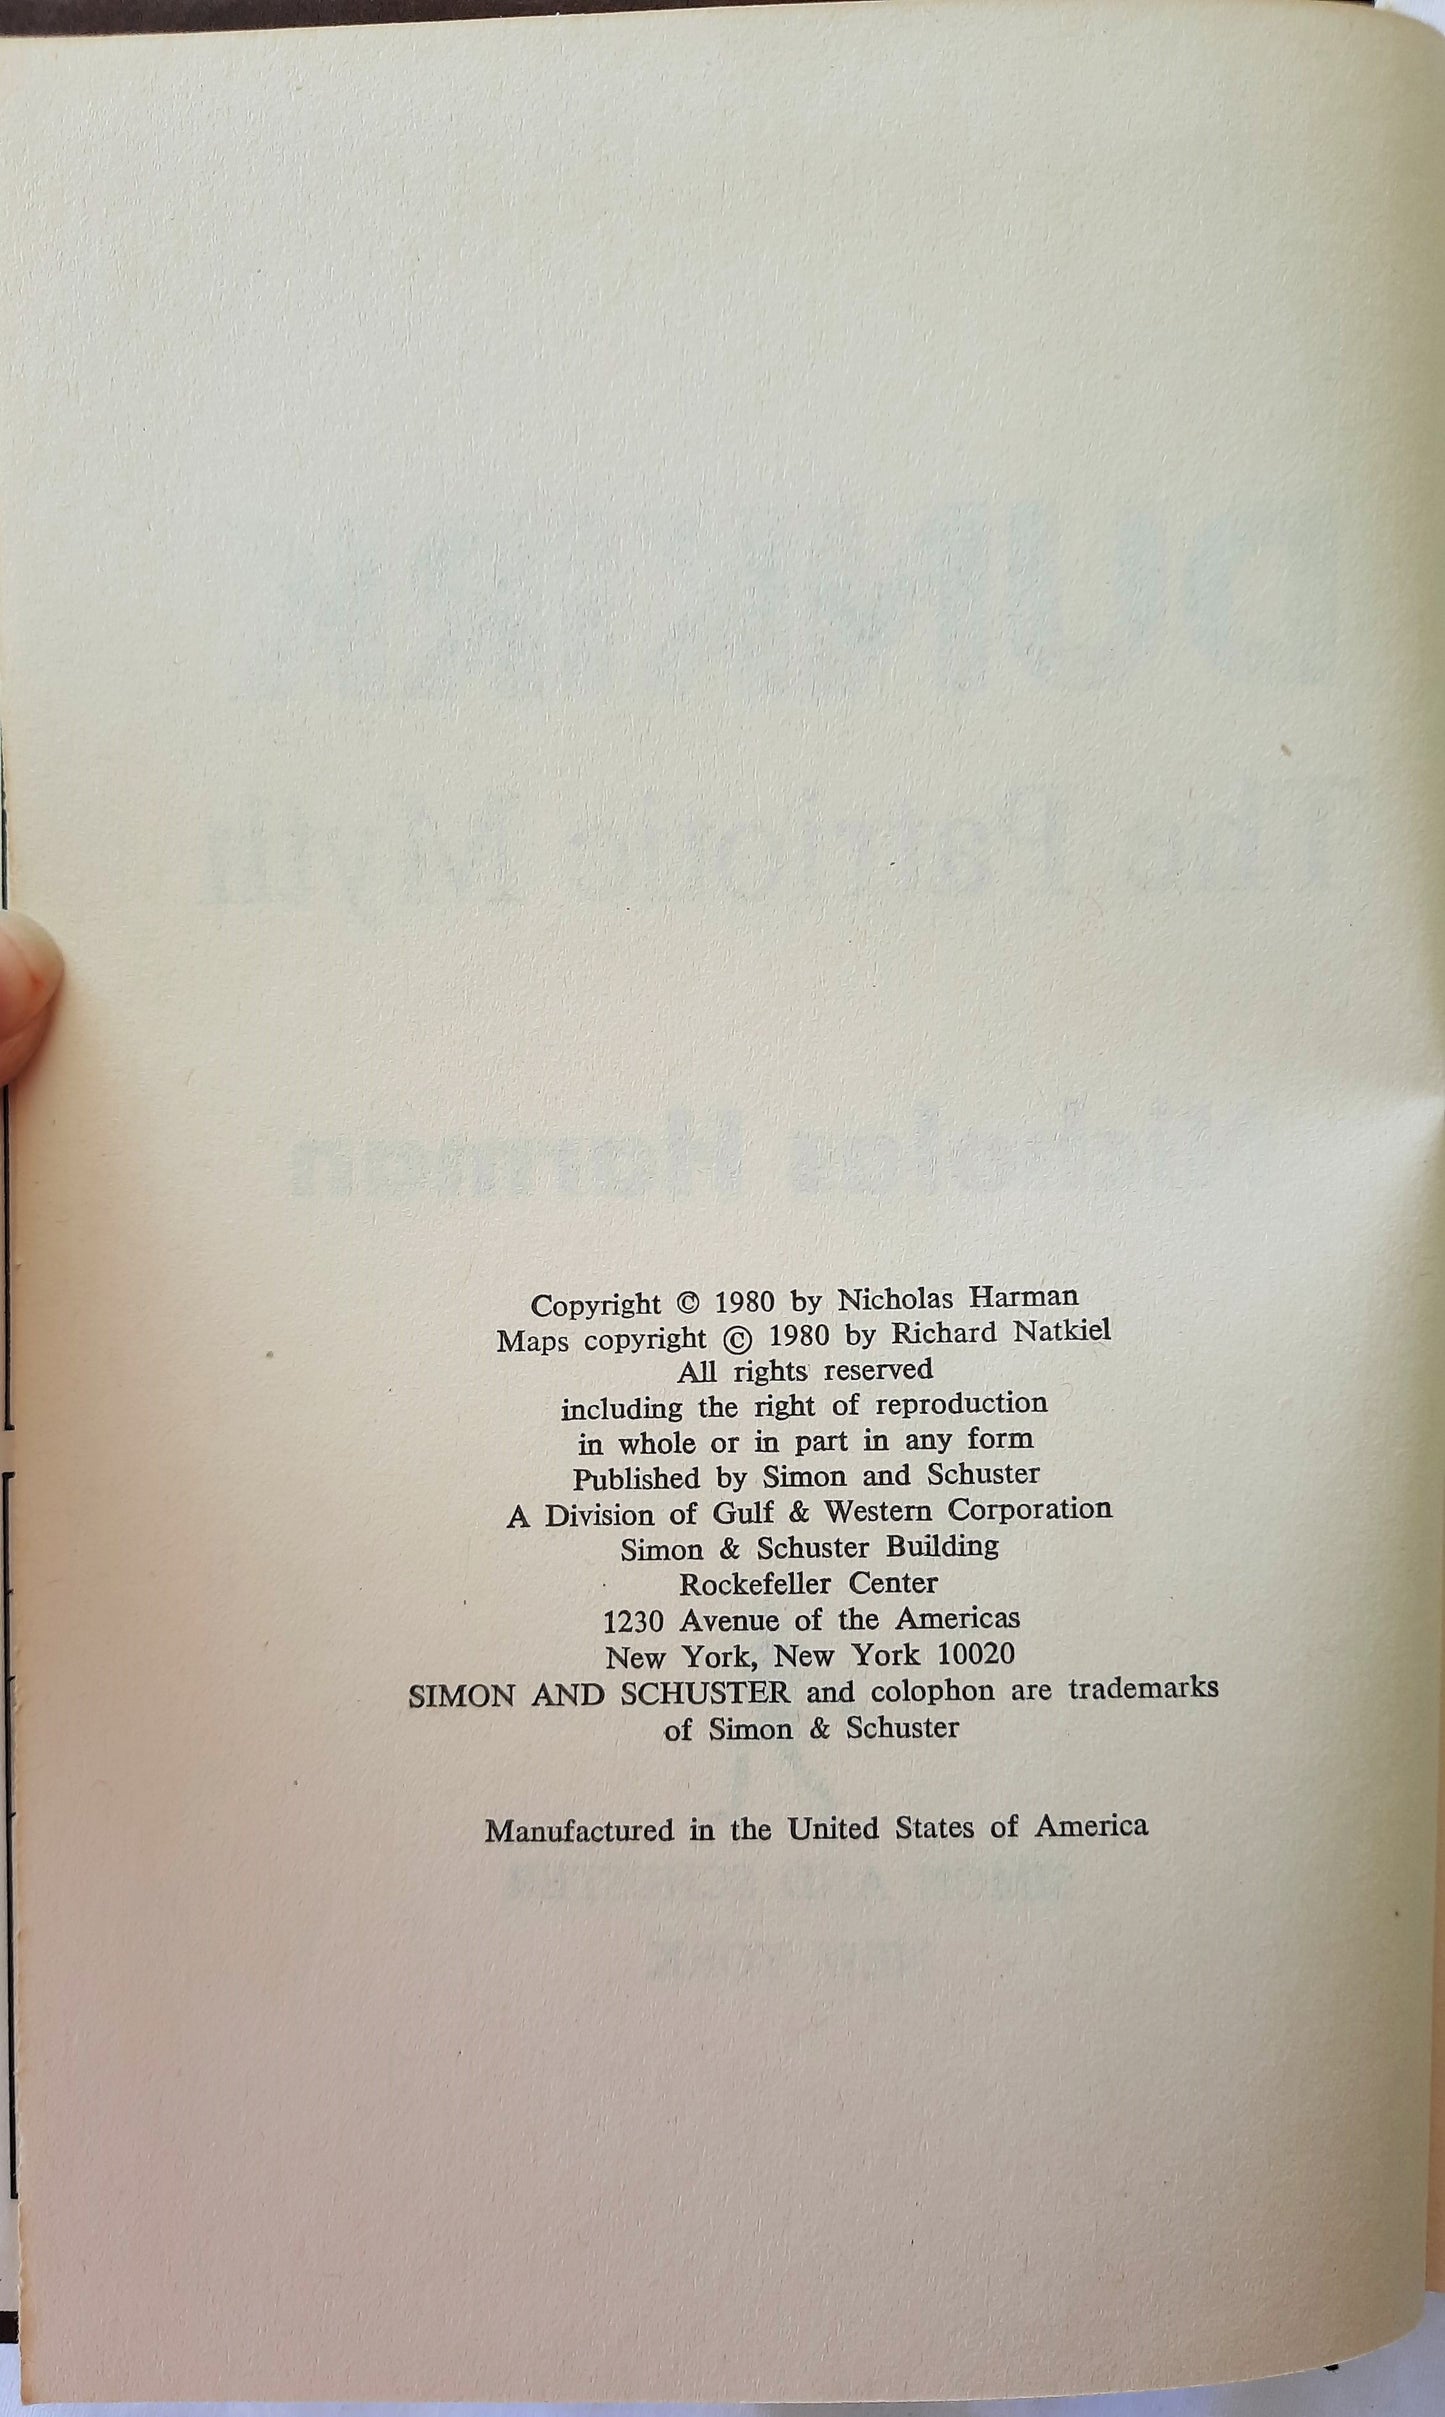 Copyright © 1980 by Nicholas Harman
Maps copyright © 1980 by Richard Natkiel
All rights reserved
including the right of reproduction
in whole or in part in any form
Published by Simon and Schuster
A Division of Gulf & Western Corporation
Simon & Schuster Building
Rockefeller Center
1230 Avenue of the Americas
New York, New York 10020
SIMON AND SCHUSTER and colophon are trademarks
of Simon & Schuster
Manufactured in the United States of America